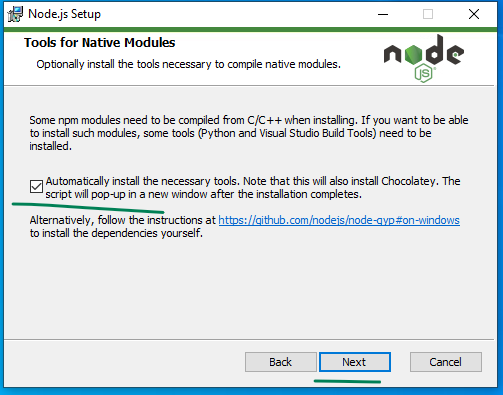 Node.js Setup
Tools for Native Modules
Optionally install the tools necessary to compile native modules.
node
JS
Some npm modules need to be compiled from C/C++ when installing. If you want to be able
to install such modules, some tools (Python and Visual Studio Build Tools) need to be
installed.
Automatically install the necessary tools. Note that this will also install Chocolatey. The
script will pop-up in a new window after the installation completes.
Alternatively, follow the instructions at https://github.com/nodejs/node-gyp#on-windows
to install the dependencies yourself.
Back Next Cancel